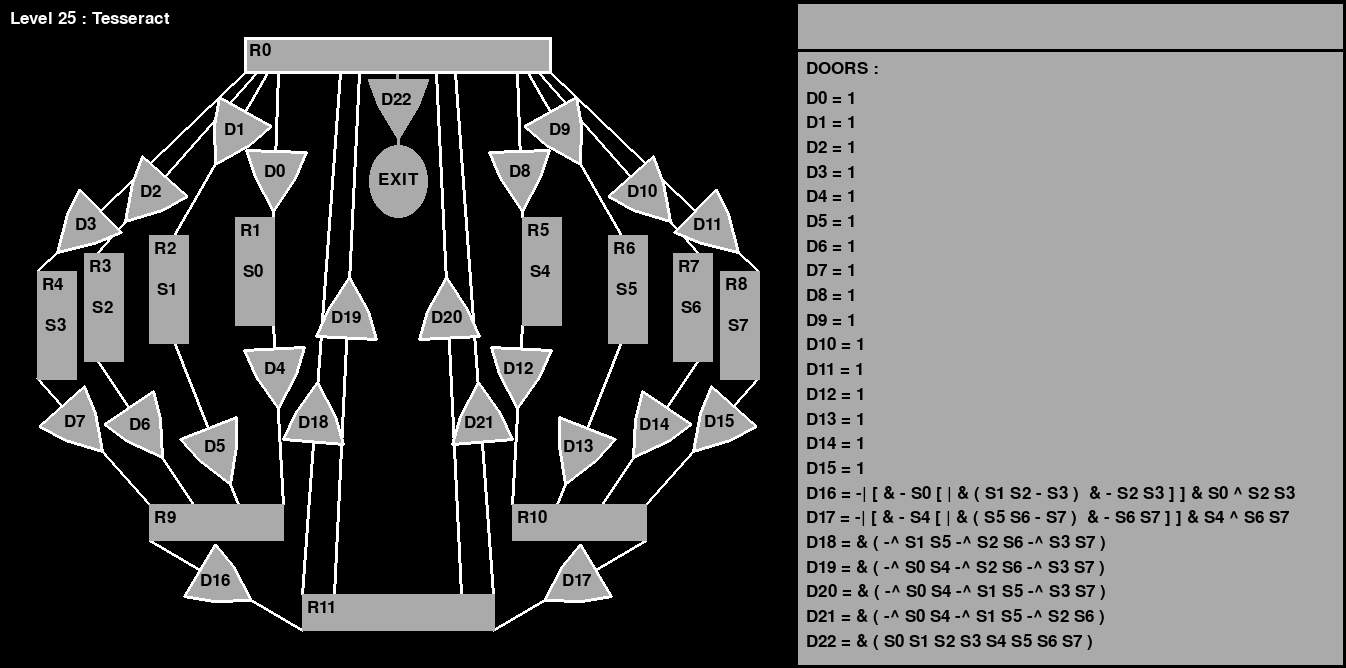 Level 25 : Tesseract
R0
D22
D1
D9
D0
D8
EXIT
D2
D10
D3
D11
R1
R5
R2
R6
R3
R7
S0
S4
R4
R8
S1
S5
S2
S6
S3
S7
D19
D20
D4
D12
D7
D6
D18
D21
D14
D15
D5
D13
R9
R10
D16
D17
R11
DOORS :
D0 = 1
D1 = 1
D2 = 1
D3 = 1
D4 = 1
D5 = 1
D6 = 1
D7 = 1
D8 = 1
D9 = 1
D10 = 1
D11 = 1
D12 = 1
D13 = 1
D14 = 1
D15 = 1
D16 = -| [ & - S0 [ | & ( S1 S2 - S3 )  & - S2 S3 ] ] & S0 ^ S2 S3
D17 = -| [ & - S4 [ | & ( S5 S6 - S7 )  & - S6 S7 ] ] & S4 ^ S6 S7
D18 = & ( -^ S1 S5 -^ S2 S6 -^ S3 S7 )
D19 = & ( -^ S0 S4 -^ S2 S6 -^ S3 S7 )
D20 = & ( -^ S0 S4 -^ S1 S5 -^ S3 S7 )
D21 = & ( -^ S0 S4 -^ S1 S5 -^ S2 S6 )
D22 = & ( S0 S1 S2 S3 S4 S5 S6 S7 )